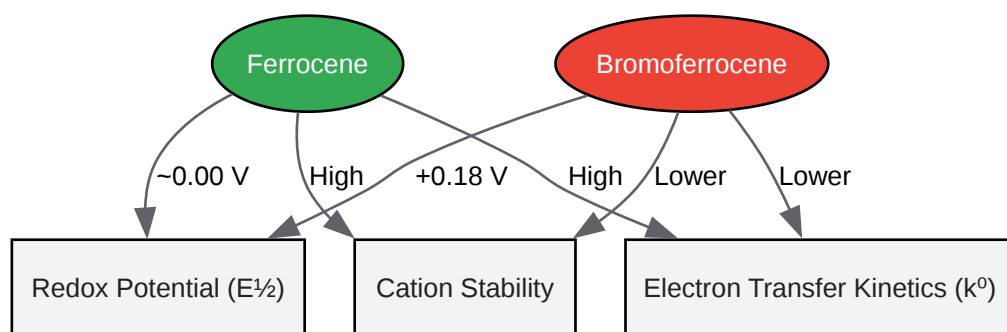 Ferrocene
Bromoferrocene
~0.00 V
High
+0.18 V
High
Lower
Lower
Redox Potential (E½)
Cation Stability
Electron Transfer Kinetics (k⁰)